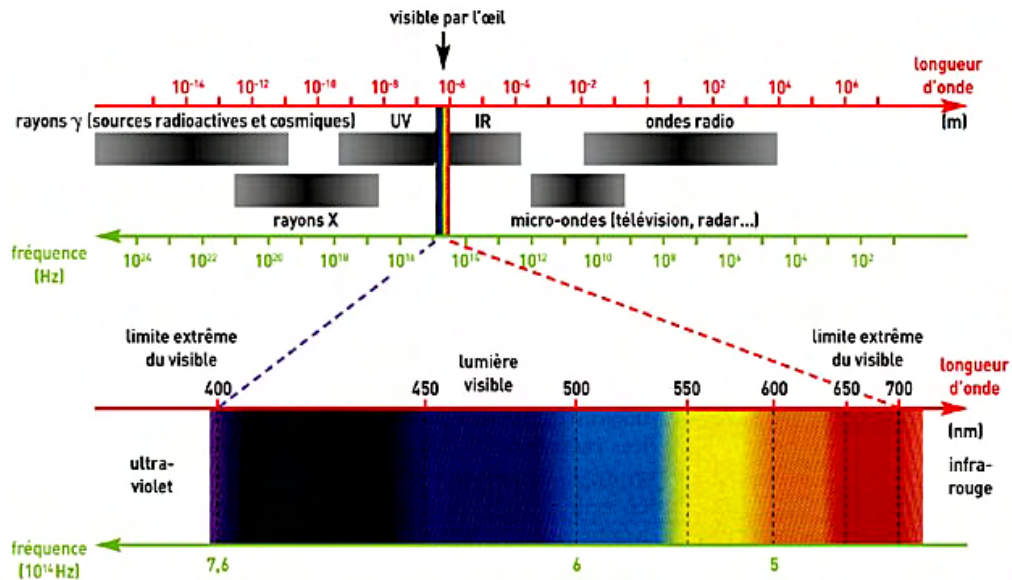 visible par l'œil
longueur
d'onde
10⁻¹⁴ 10⁻¹² 10⁻¹⁰ 10⁻⁸ 10⁻⁶ 10⁻⁴ 10⁻² 1 10² 10⁴ 10⁶
(m)
rayons γ (sources radioactives et cosmiques) UV IR ondes radio
rayons X micro-ondes (télévision, radar...)
fréquence
(Hz)
10²⁴ 10²² 10²⁰ 10¹⁸ 10¹⁶ 10¹⁴ 10¹² 10¹⁰ 10⁸ 10⁶ 10⁴ 10²
limite extrême
du visible
lumière
visible
limite extrême
du visible
longueur
d'onde
400 450 500 550 600 650 700
(nm)
ultra-
violet
infra-
rouge
fréquence
(10¹⁴ Hz)
7,6 6 5